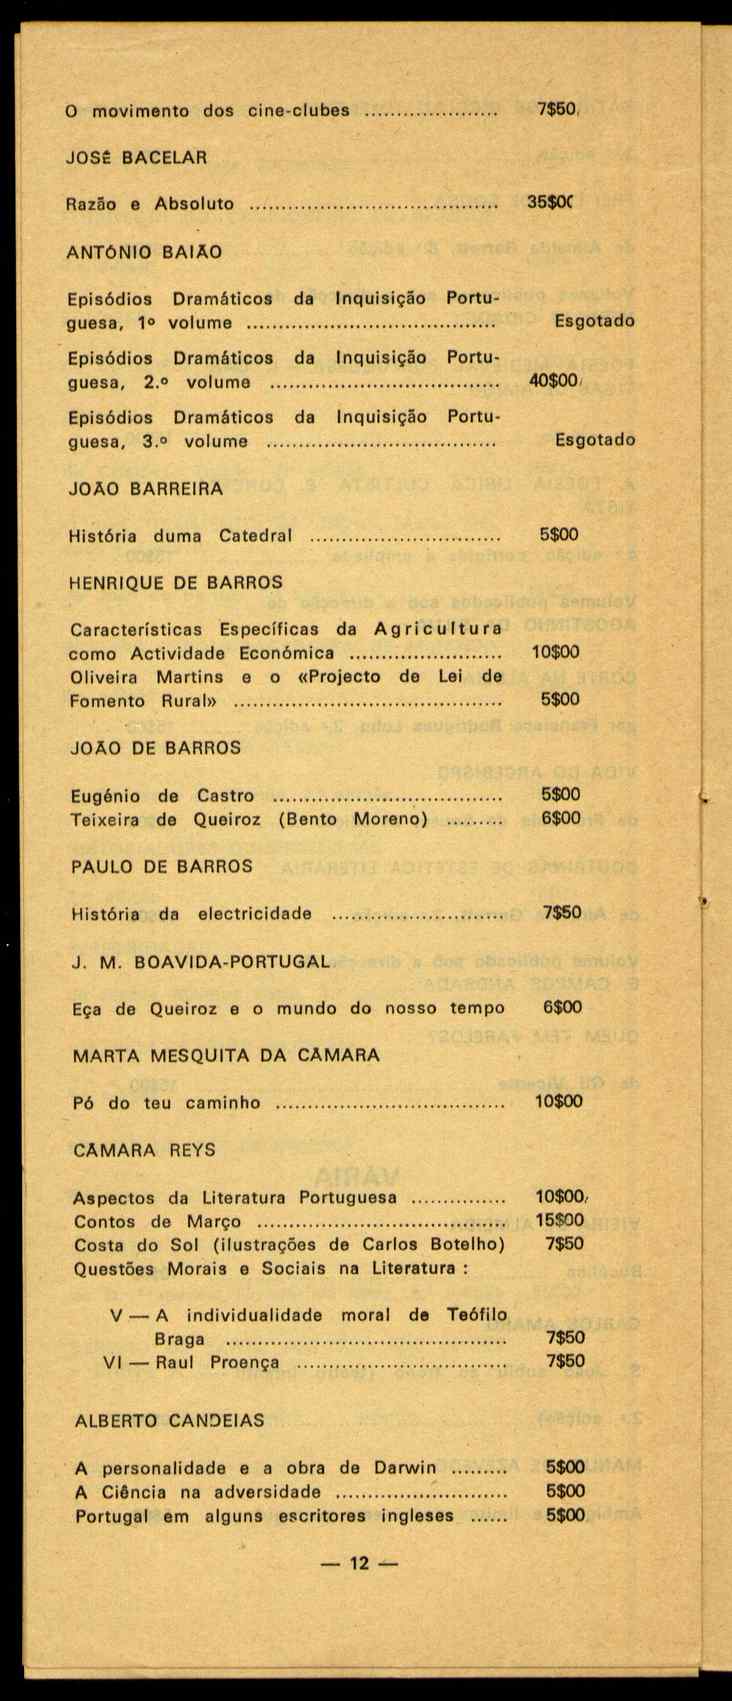 O movimento dos cine-clubes ..................... 7$50
JOSÉ BACELAR
Razão e Absoluto ....................................... 35$00
ANTÓNIO BAIÃO
Episódios Dramáticos da Inquisição Portu-
guesa, 1º volume ....................................... Esgotado
Episódios Dramáticos da Inquisição Portu-
guesa, 2.º volume .................................... 40$00
Episódios Dramáticos da Inquisição Portu-
guesa, 3.º volume .................................... Esgotado
JOÃO BARREIRA
História duma Catedral .............................. 5$00
HENRIQUE DE BARROS
Características Específicas da Agricultura
como Actividade Económica ........................ 10$00
Oliveira Martins e o «Projecto de Lei de
Fomento Rural» .......................................... 5$00
JOÃO DE BARROS
Eugénio de Castro .................................... 5$00
Teixeira de Queiroz (Bento Moreno) ......... 6$00
PAULO DE BARROS
História da electricidade ........................... 7$50
J. M. BOAVIDA-PORTUGAL
Eça de Queiroz e o mundo do nosso tempo 6$00
MARTA MESQUITA DA CÂMARA
Pó do teu caminho .................................... 10$00
CÂMARA REYS
Aspectos da Literatura Portuguesa ............... 10$00
Contos de Março ....................................... 15$00
Costa do Sol (ilustrações de Carlos Botelho) 7$50
Questões Morais e Sociais na Literatura :
V — A individualidade moral de Teófilo
Braga ............................................ 7$50
VI — Raul Proença ................................. 7$50
ALBERTO CANDEIAS
A personalidade e a obra de Darwin ......... 5$00
A Ciência na adversidade ........................... 5$00
Portugal em alguns escritores ingleses ...... 5$00
— 12 —